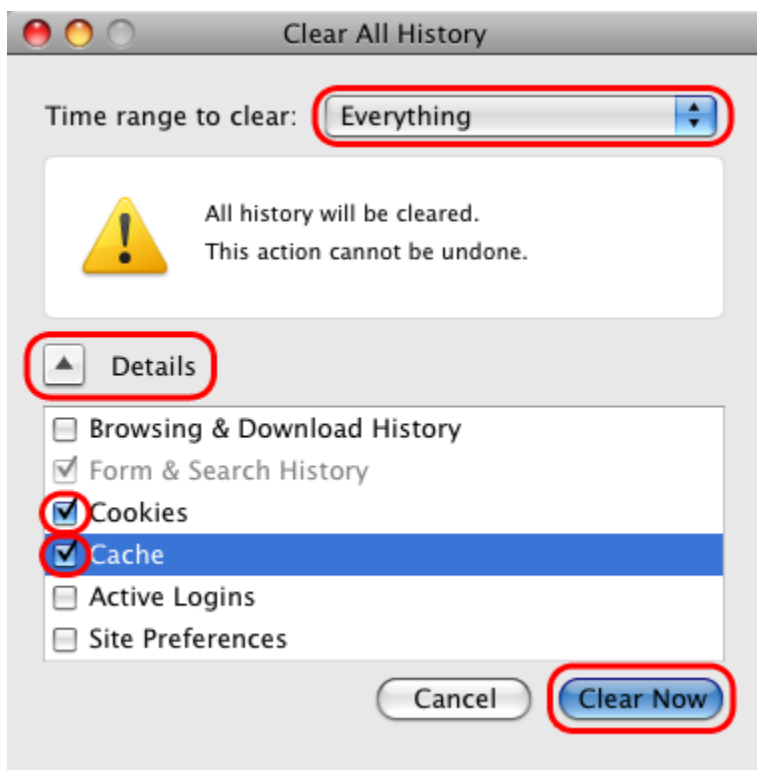 Clear All History
Time range to clear: Everything
All history will be cleared.
This action cannot be undone.
Details
Browsing & Download History
Form & Search History
Cookies
Cache
Active Logins
Site Preferences
Cancel Clear Now